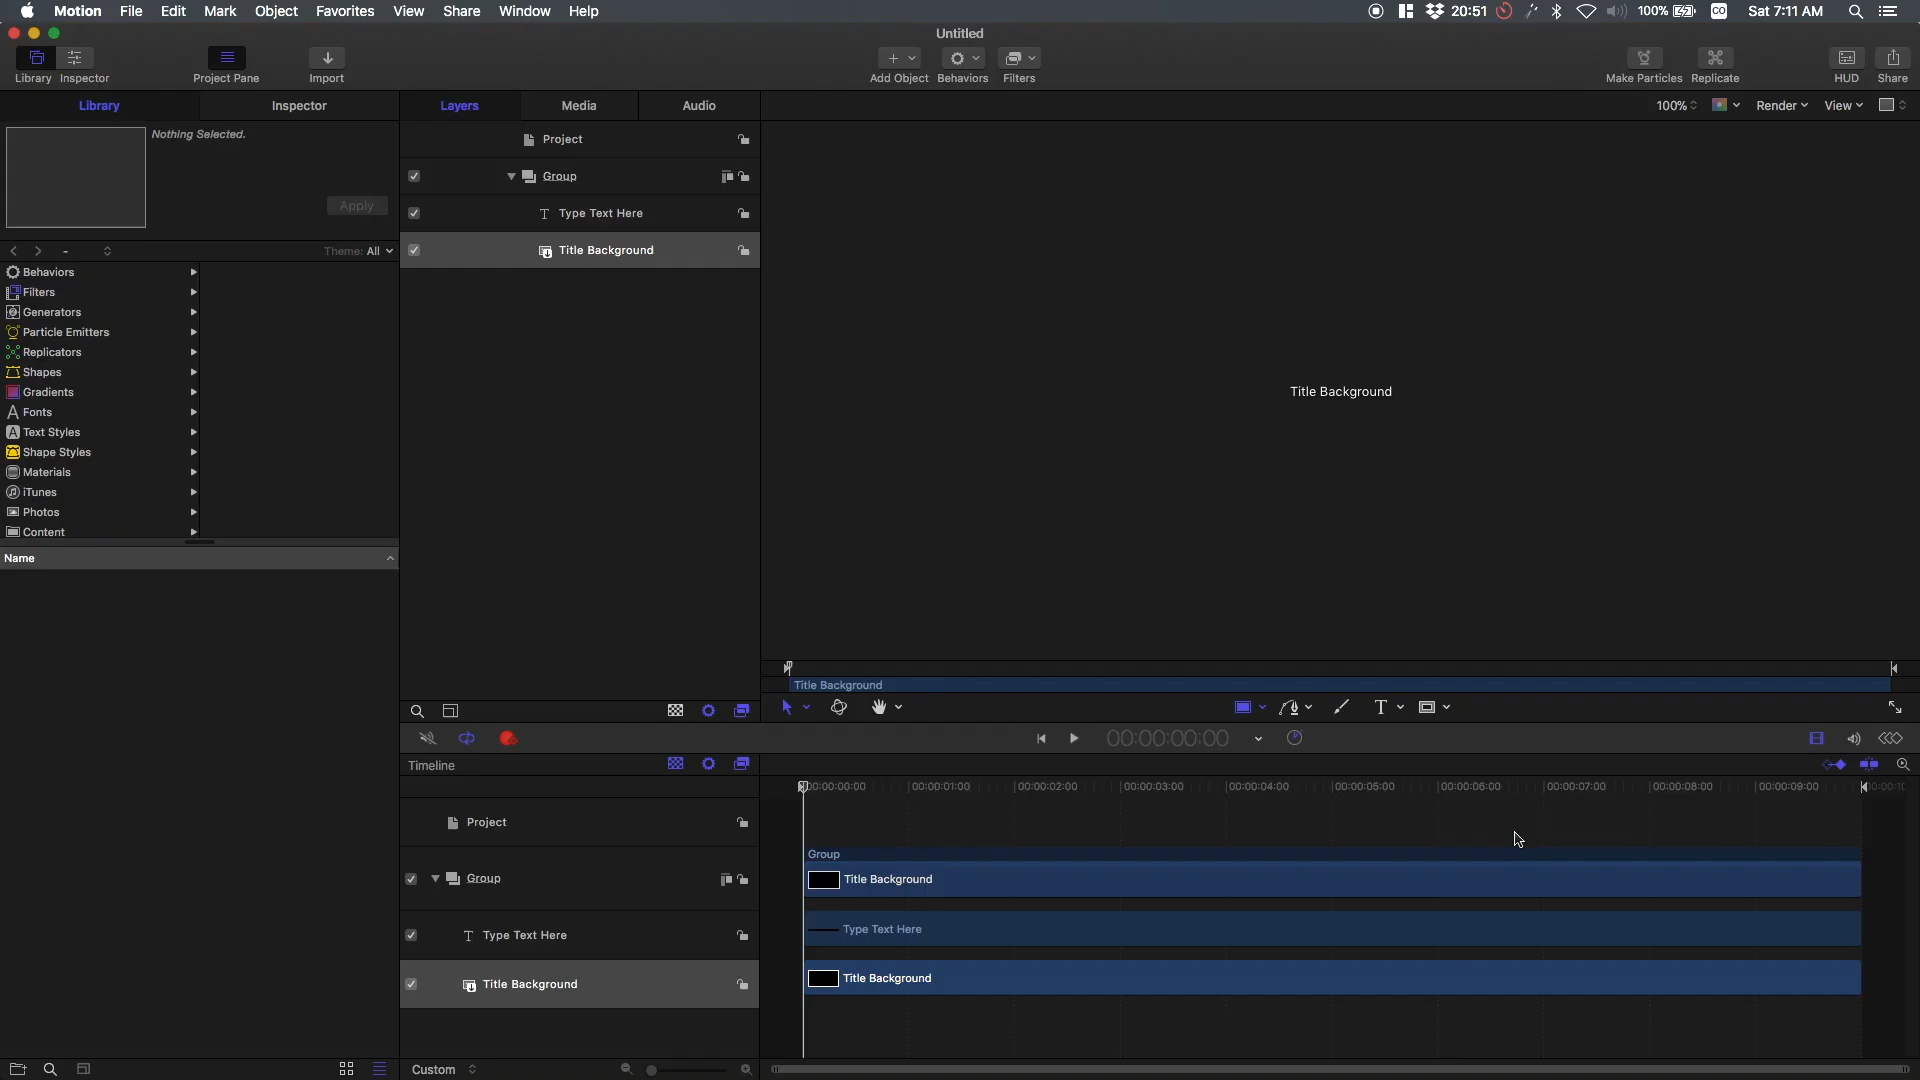 Motion File Edit Mark Object Favorites View Share Window Help 20:51 100% CO Sat 7:11 AM
Untitled
Library Inspector Project Pane Import Add Object Behaviors Filters Make Particles Replicate HUD Share
Library Inspector Layers Media Audio 100% Render View
Nothing Selected.
Apply
Theme: All
Behaviors
Filters
Generators
Particle Emitters
Replicators
Shapes
Gradients
Fonts
Text Styles
Shape Styles
Materials
iTunes
Photos
Content
Name
Project
Group
Type Text Here
Title Background
Title Background
Title Background
T
00:00:00:00
Timeline
00:00:00:00 00:00:01:00 00:00:02:00 00:00:03:00 00:00:04:00 00:00:05:00 00:00:06:00 00:00:07:00 00:00:08:00 00:00:09:00
Project
Group
Group
Title Background
Type Text Here
Type Text Here
Title Background
Title Background
Custom